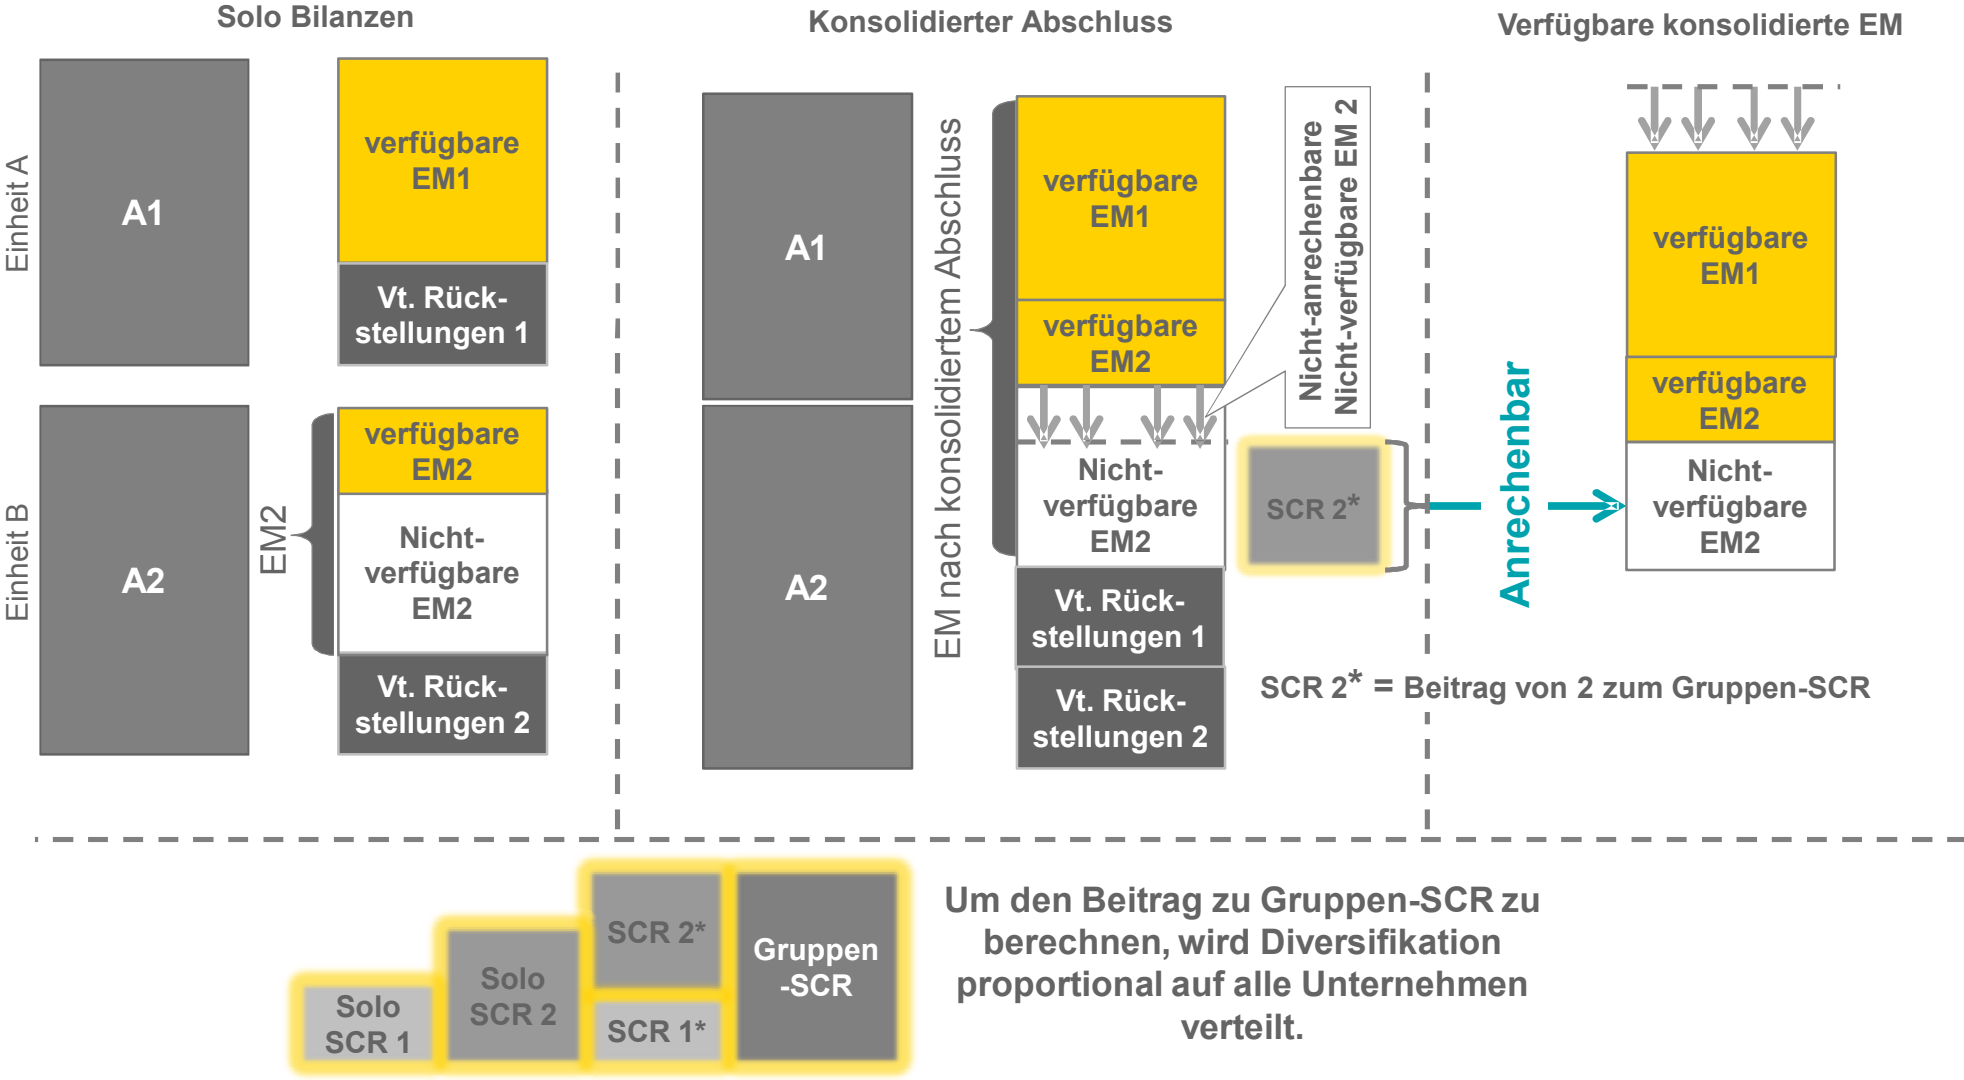 Solo Bilanzen
Konsolidierter Abschluss
Verfügbare konsolidierte EM
Einheit A
A1
verfügbare
EM1
Vt. Rück-
stellungen 1
Einheit B
A2
EM2
verfügbare
EM2
Nicht-
verfügbare
EM2
Vt. Rück-
stellungen 2
A1
A2
EM nach konsolidiertem Abschluss
verfügbare
EM1
verfügbare
EM2
Nicht-
verfügbare
EM2
Vt. Rück-
stellungen 1
Vt. Rück-
stellungen 2
Nicht-anrechenbare
Nicht-verfügbare EM 2
SCR 2*
Anrechenbar
verfügbare
EM1
verfügbare
EM2
Nicht-
verfügbare
EM2
SCR 2* = Beitrag von 2 zum Gruppen-SCR
Solo
SCR 1
Solo
SCR 2
SCR 2*
SCR 1*
Gruppen
-SCR
Um den Beitrag zu Gruppen-SCR zu
berechnen, wird Diversifikation
proportional auf alle Unternehmen
verteilt.